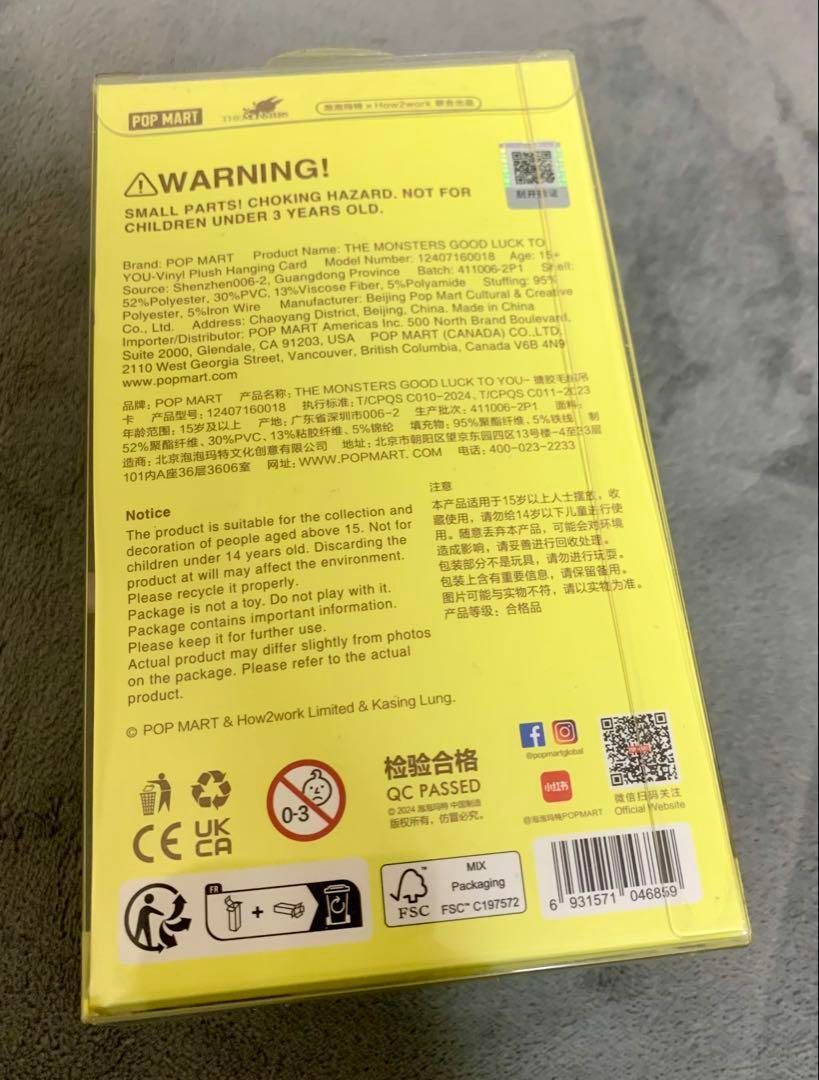 POP MART
THE MONSTERS
泡泡玛特 × How2work 联合出品
刮开验证
WARNING!
SMALL PARTS! CHOKING HAZARD. NOT FOR
CHILDREN UNDER 3 YEARS OLD.
Brand: POP MART Product Name: THE MONSTERS GOOD LUCK TO
YOU-Vinyl Plush Hanging Card Model Number: 12407160018 Age: 15+
Source: Shenzhen006-2, Guangdong Province Batch: 411006-2P1 Shell:
52%Polyester, 30%PVC, 13%Viscose Fiber, 5%Polyamide Stuffing: 95%
Polyester, 5%Iron Wire Manufacturer: Beijing Pop Mart Cultural & Creative
Co., Ltd. Address: Chaoyang District, Beijing, China. Made in China
Importer/Distributor: POP MART Americas Inc. 500 North Brand Boulevard,
Suite 2000, Glendale, CA 91203, USA POP MART (CANADA) CO.,LTD,
2110 West Georgia Street, Vancouver, British Columbia, Canada V6B 4N9
www.popmart.com
品牌: POP MART 产品名称: THE MONSTERS GOOD LUCK TO YOU- 搪胶毛绒吊
卡 产品型号: 12407160018 执行标准: T/CPQS C010-2024、T/CPQS C011-2023
年龄范围: 15岁及以上 产地: 广东省深圳市006-2 生产批次: 411006-2P1 面料:
52%聚酯纤维、30%PVC、13%粘胶纤维、5%锦纶 填充物: 95%聚酯纤维、5%铁线 制
造商: 北京泡泡玛特文化创意有限公司 地址: 北京市朝阳区望京东园四区13号楼-4至33层
101内A座36层3606室 网址: WWW.POPMART. COM 电话: 400-023-2233
Notice
The product is suitable for the collection and
decoration of people aged above 15. Not for
children under 14 years old. Discarding the
product at will may affect the environment.
Please recycle it properly.
Package is not a toy. Do not play with it.
Package contains important information.
Please keep it for further use.
Actual product may differ slightly from photos
on the package. Please refer to the actual
product.
注意
本产品适用于15岁以上人士摆放、收
藏使用，请勿给14岁以下儿童进行使
用。随意丢弃本产品，可能会对环境
造成影响，请妥善进行回收处理。
包装部分不是玩具，请勿进行玩耍。
包装上含有重要信息，请保留备用。
图片可能与实物不符，请以实物为准。
产品等级: 合格品
© POP MART & How2work Limited & Kasing Lung.
0-3
检验合格
QC PASSED
© 2024 泡泡玛特 中国制造
版权所有，仿冒必究。
@popmartglobal
小红书
@泡泡玛特POPMART
微信扫码关注
Official Website
CE
UK
CA
FR
+
FSC
MIX
Packaging
FSC™ C197572
6 931571 046859